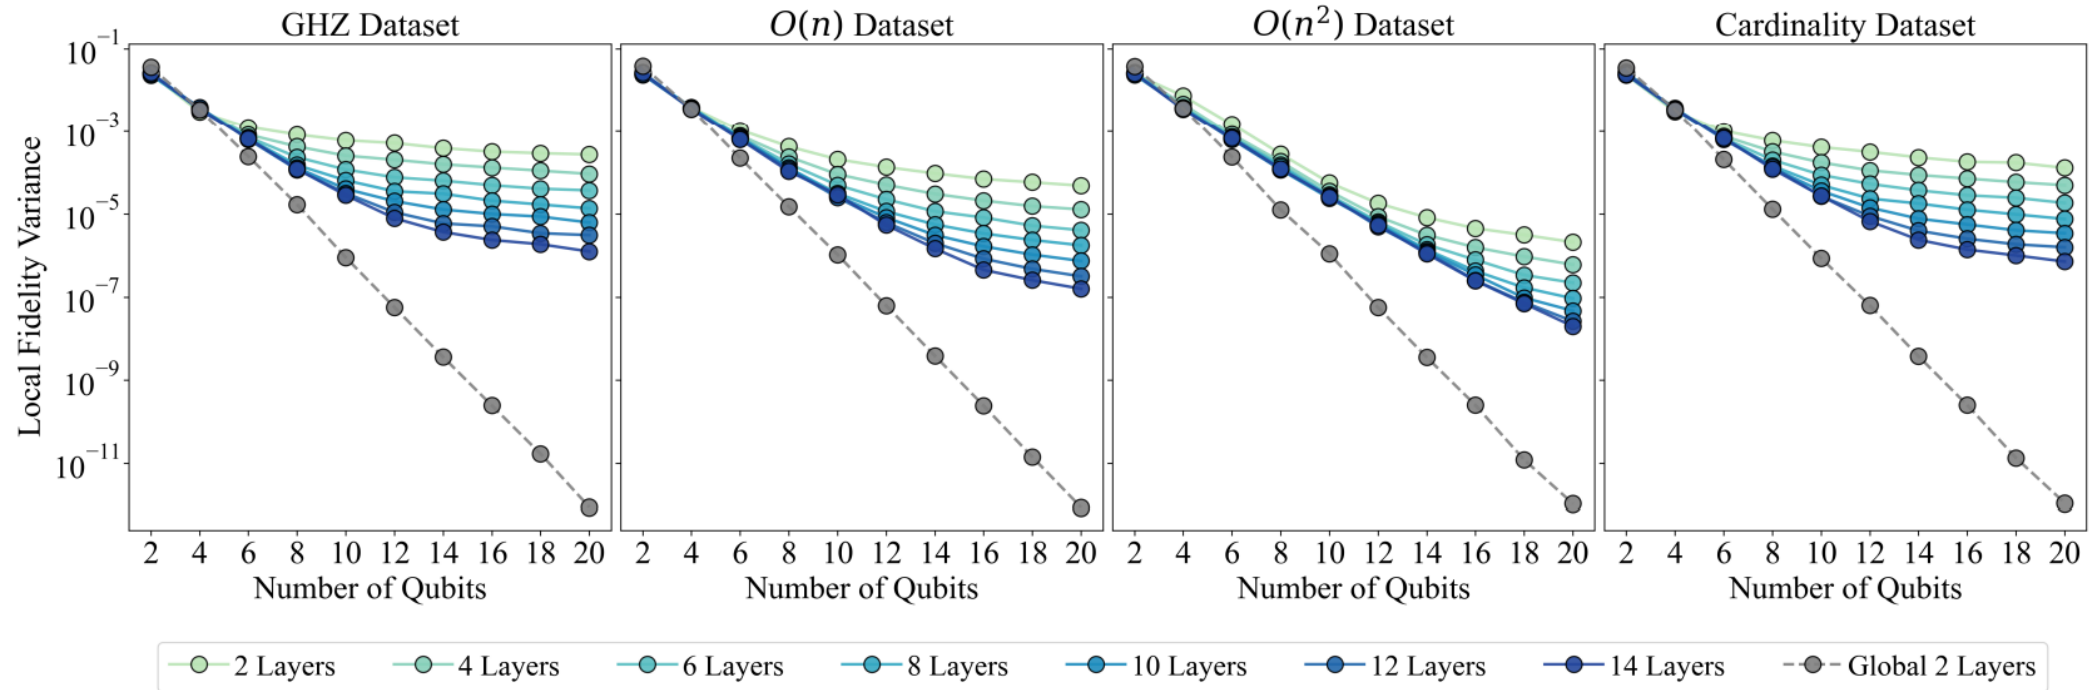 GHZ Dataset
O(n) Dataset
O(n²) Dataset
Cardinality Dataset
Local Fidelity Variance
10⁻¹
10⁻³
10⁻⁵
10⁻⁷
10⁻⁹
10⁻¹¹
2 4 6 8 10 12 14 16 18 20
2 4 6 8 10 12 14 16 18 20
2 4 6 8 10 12 14 16 18 20
2 4 6 8 10 12 14 16 18 20
Number of Qubits
Number of Qubits
Number of Qubits
Number of Qubits
2 Layers 4 Layers 6 Layers 8 Layers 10 Layers 12 Layers 14 Layers Global 2 Layers